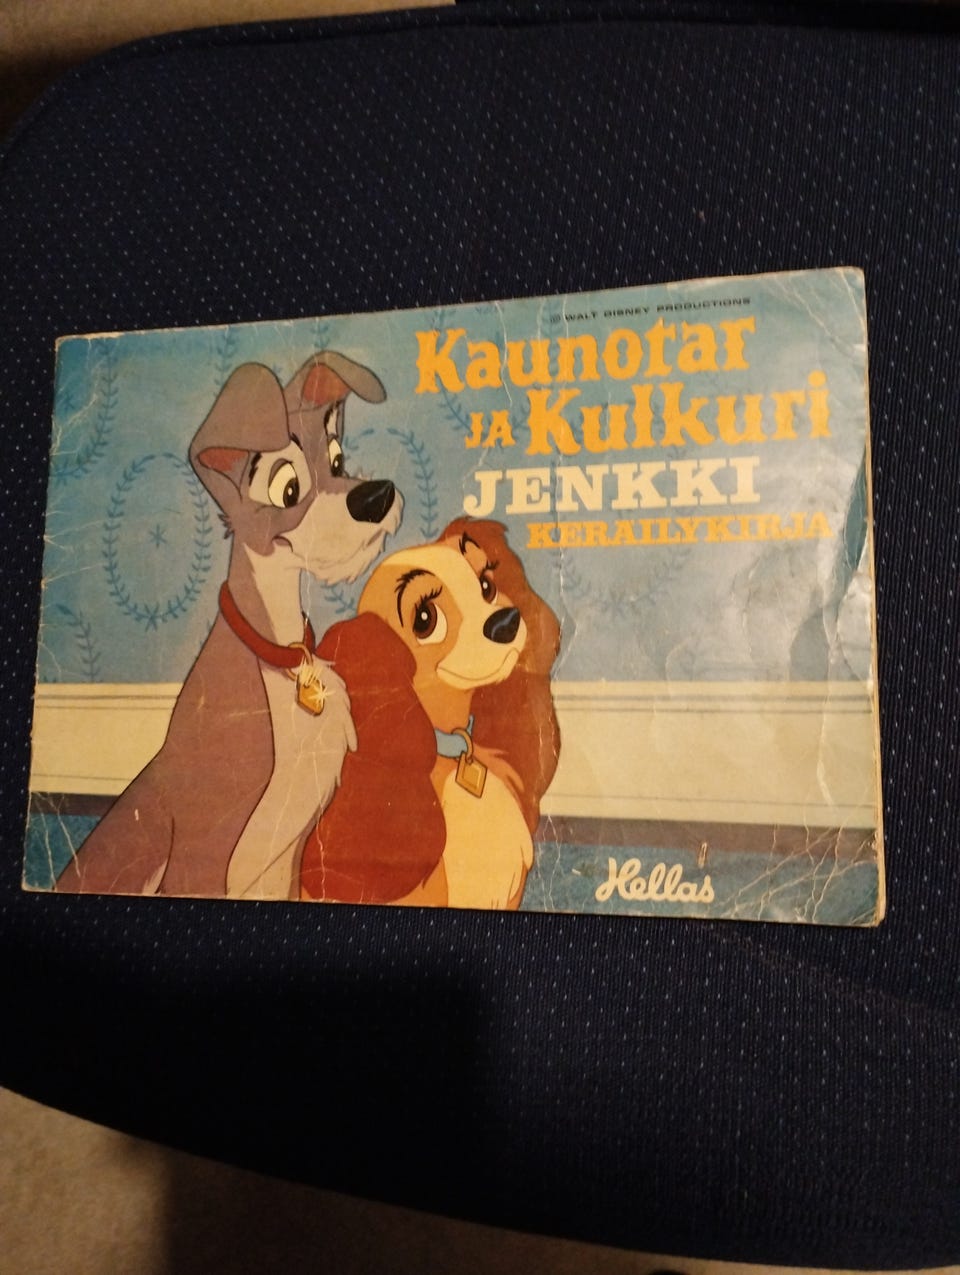 © WALT DISNEY PRODUCTIONS
Kaunotar
JA Kulkuri
JENKKI
KERÄILYKIRJA
Hellas